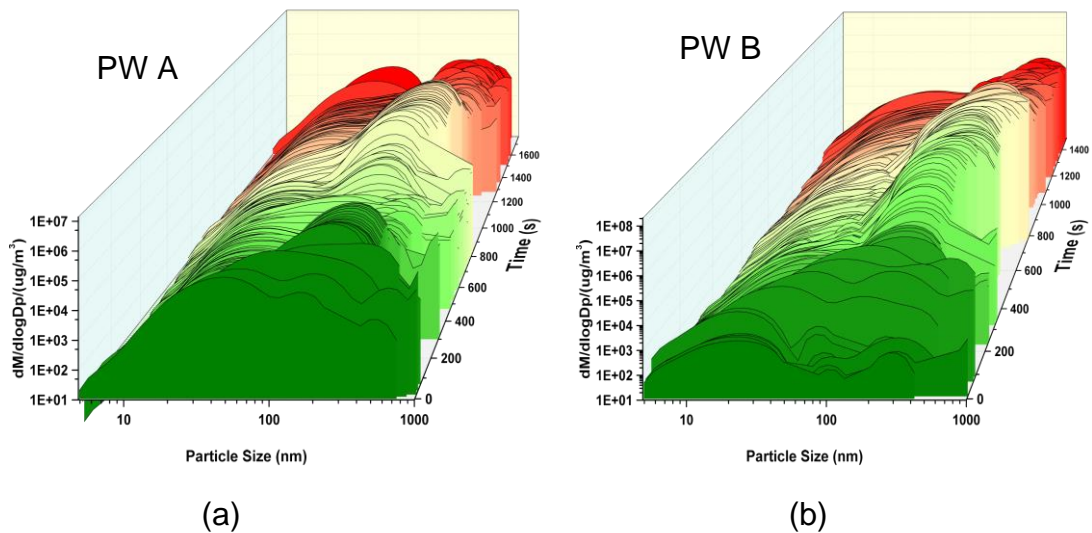 PW A
1E+07
1E+06
1E+05
1E+04
1E+03
1E+02
1E+01
dM/dlogDp/(ug/m³)
10
100
1000
Particle Size (nm)
0
200
400
600
800
1000
1200
1400
1600
Time (s)
(a)
PW B
1E+08
1E+07
1E+06
1E+05
1E+04
1E+03
1E+02
1E+01
dM/dlogDp/(ug/m³)
10
100
1000
Particle Size (nm)
0
200
400
600
800
1000
1200
1400
Time (s)
(b)